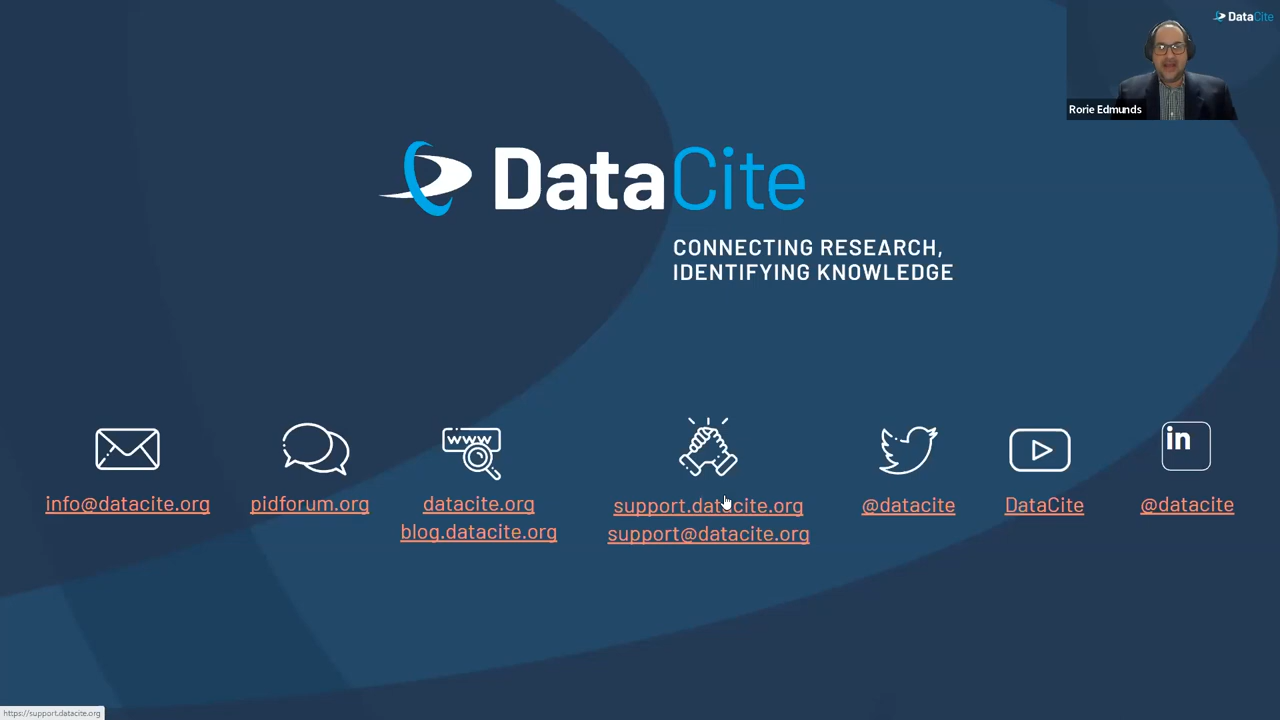 DataCite
Rorie Edmunds
DataCite
CONNECTING RESEARCH,
IDENTIFYING KNOWLEDGE
www
in
info@datacite.org
pidforum.org
datacite.org
blog.datacite.org
support.datacite.org
support@datacite.org
@datacite
DataCite
@datacite
https://support.datacite.org